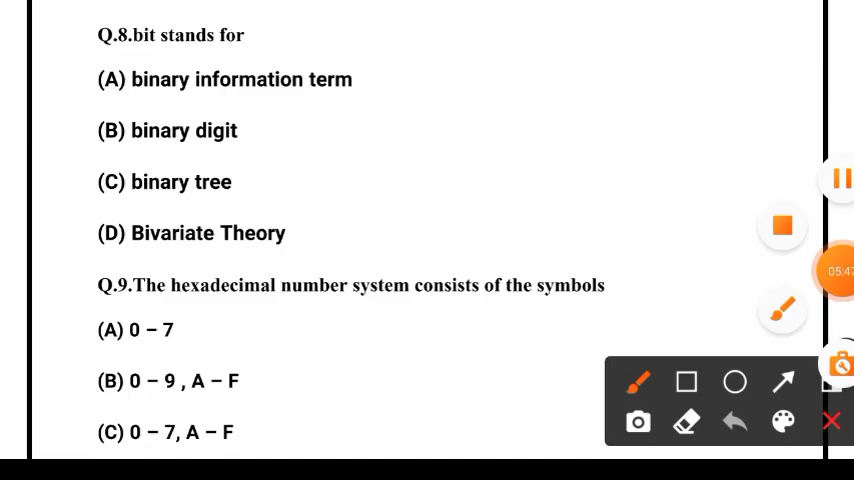 Q.8.bit stands for
(A) binary information term
(B) binary digit
(C) binary tree
(D) Bivariate Theory
Q.9.The hexadecimal number system consists of the symbols
(A) 0 – 7
(B) 0 – 9 , A – F
(C) 0 – 7, A – F
05:47